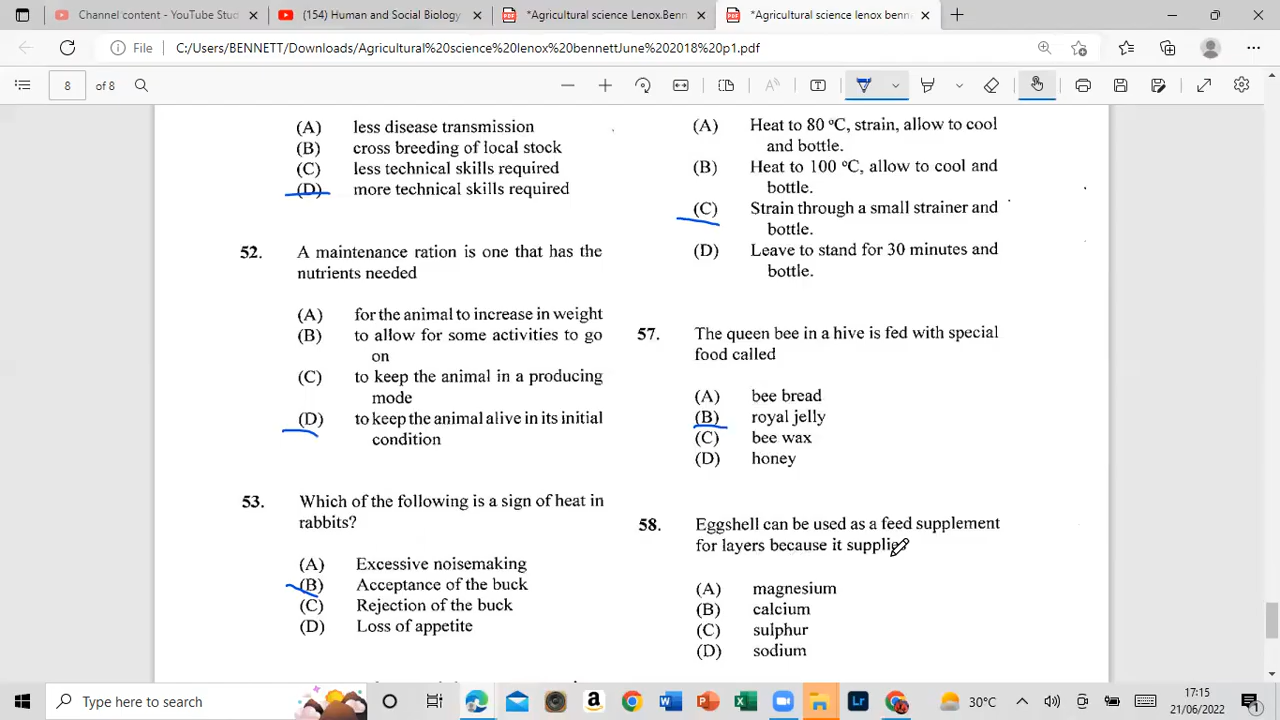 Content - YouTube Studio
(154) Human and Social Biology
*Agricultural science Lenox.Benn
*Agricultural science lenox benne
File
C:/Users/BENNETT/Downloads/Agricultural%20science%20lenox%20bennettJune%202018%20p1.pdf
8 of 8
(A) less disease transmission
(B) cross breeding of local stock
(C) less technical skills required
(D) more technical skills required
52. A maintenance ration is one that has the
nutrients needed
(A) for the animal to increase in weight
(B) to allow for some activities to go
on
(C) to keep the animal in a producing
mode
(D) to keep the animal alive in its initial
condition
53. Which of the following is a sign of heat in
rabbits?
(A) Excessive noisemaking
(B) Acceptance of the buck
(C) Rejection of the buck
(D) Loss of appetite
(A) Heat to 80 °C, strain, allow to cool
and bottle.
(B) Heat to 100 °C, allow to cool and
bottle.
(C) Strain through a small strainer and
bottle.
(D) Leave to stand for 30 minutes and
bottle.
57. The queen bee in a hive is fed with special
food called
(A) bee bread
(B) royal jelly
(C) bee wax
(D) honey
58. Eggshell can be used as a feed supplement
for layers because it supplies
(A) magnesium
(B) calcium
(C) sulphur
(D) sodium
Type here to search
30°C
17:15
21/06/2022